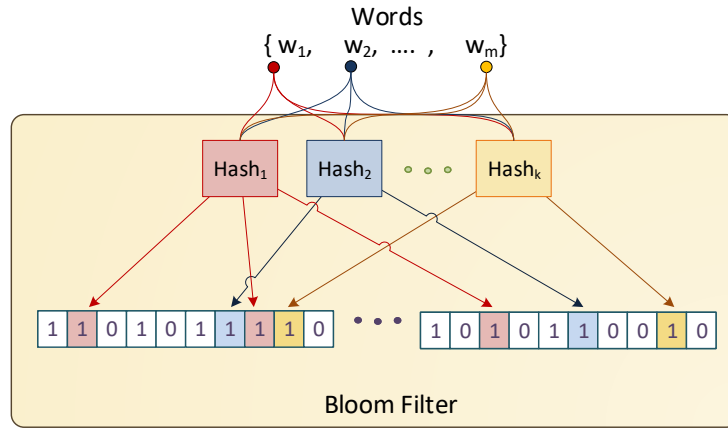 Words
{ w₁, w₂, .... , wₘ}
Hash₁ Hash₂ Hashₖ
1 1 0 1 0 1 1 1 1 0 1 0 1 0 1 1 0 0 1 0
Bloom Filter